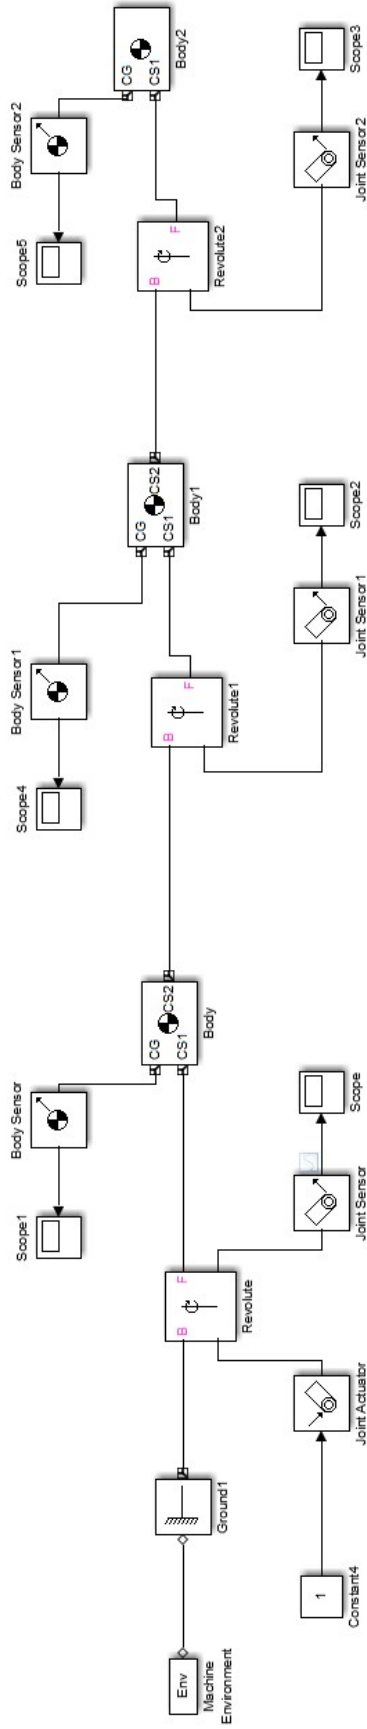 Body Sensor2
Scope5
CG
CS1
Body2
B
F
Revolute2
Joint Sensor2
Scope3
Body Sensor1
Scope4
CG
CS2
CS1
Body1
B
F
Revolute1
Joint Sensor1
Scope2
Body Sensor
Scope1
CG
CS2
CS1
Body
B
F
Revolute
Joint Sensor
Scope
Joint Actuator
Env
Machine
Environment
Ground1
1
Constant4